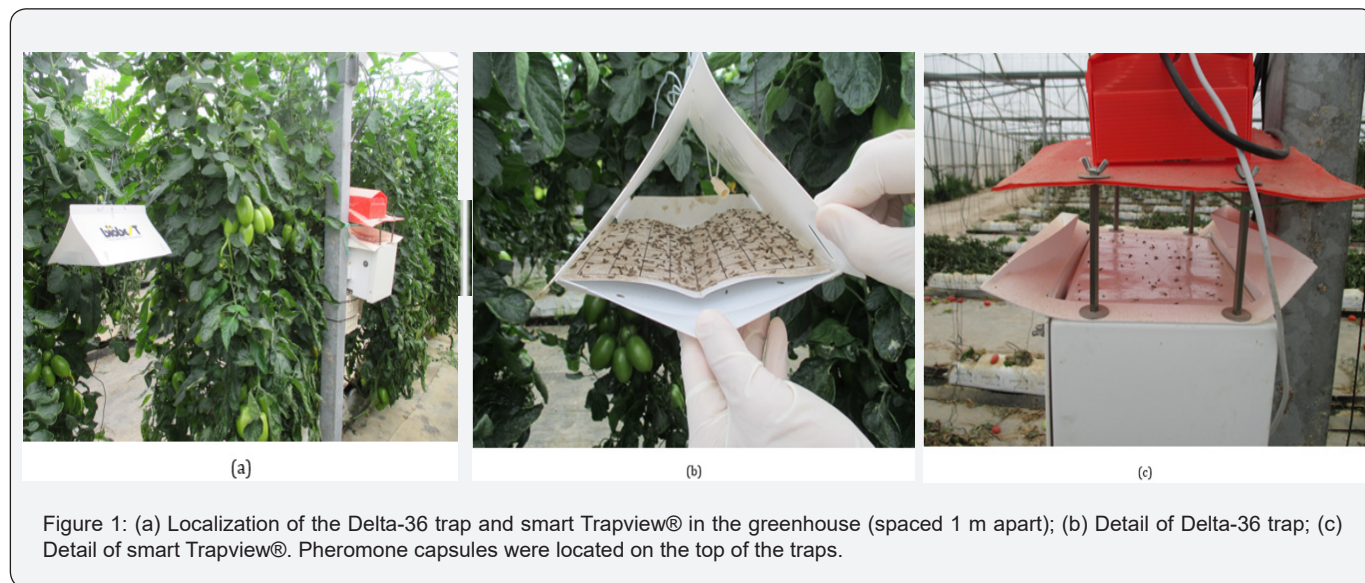 biobeST
(a)
(b)
(c)
Figure 1: (a) Localization of the Delta-36 trap and smart Trapview® in the greenhouse (spaced 1 m apart); (b) Detail of Delta-36 trap; (c)
Detail of smart Trapview®. Pheromone capsules were located on the top of the traps.